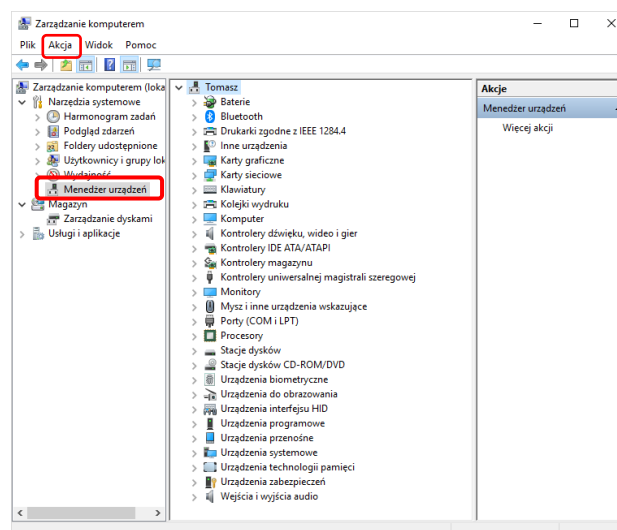 Zarządzanie komputerem
Plik Akcja Widok Pomoc
Zarządzanie komputerem (loka
Narzędzia systemowe
Harmonogram zadań
Podgląd zdarzeń
Foldery udostępnione
Użytkownicy i grupy lok
Wydajność
Menedżer urządzeń
Magazyn
Zarządzanie dyskami
Usługi i aplikacje
Tomasz
Baterie
Bluetooth
Drukarki zgodne z IEEE 1284.4
Inne urządzenia
Karty graficzne
Karty sieciowe
Klawiatury
Kolejki wydruku
Komputer
Kontrolery dźwięku, wideo i gier
Kontrolery IDE ATA/ATAPI
Kontrolery magazynu
Kontrolery uniwersalnej magistrali szeregowej
Monitory
Mysz i inne urządzenia wskazujące
Porty (COM i LPT)
Procesory
Stacje dysków
Stacje dysków CD-ROM/DVD
Urządzenia biometryczne
Urządzenia do obrazowania
Urządzenia interfejsu HID
Urządzenia programowe
Urządzenia przenośne
Urządzenia systemowe
Urządzenia technologii pamięci
Urządzenia zabezpieczeń
Wejścia i wyjścia audio
Akcje
Menedżer urządzeń
Więcej akcji